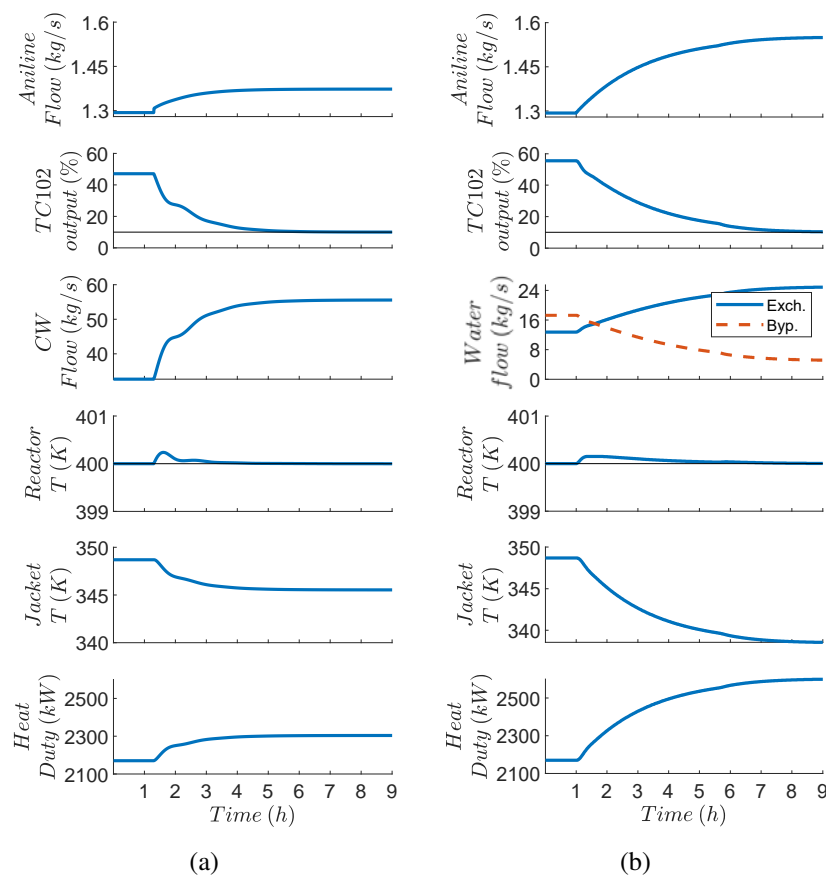 Aniline
Flow (kg/s)
1.6
1.45
1.3
TC102
output (%)
60
40
20
0
CW
Flow (kg/s)
60
50
40
Reactor
T (K)
401
400
399
Jacket
T (K)
350
345
340
Heat
Duty (kW)
2500
2300
2100
1 2 3 4 5 6 7 8 9
Time (h)
(a)
Aniline
Flow (kg/s)
1.6
1.45
1.3
TC102
output (%)
60
40
20
0
Water
flow (kg/s)
24
16
8
0
Exch.
Byp.
Reactor
T (K)
401
400
399
Jacket
T (K)
350
345
340
Heat
Duty (kW)
2500
2300
2100
1 2 3 4 5 6 7 8 9
Time (h)
(b)